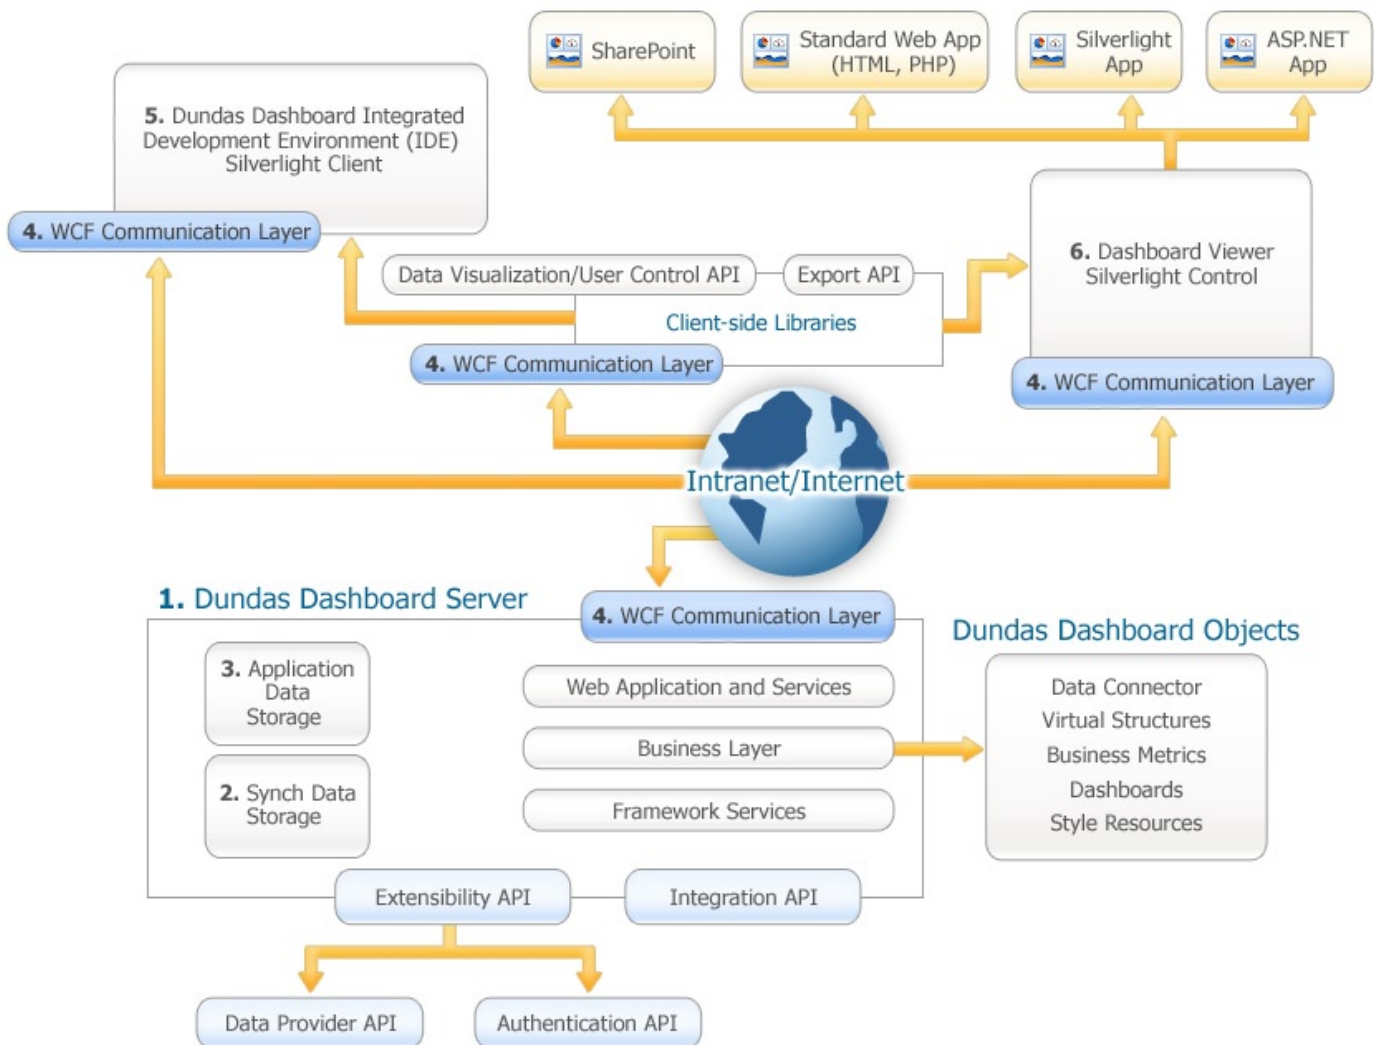 SharePoint
Standard Web App
(HTML, PHP)
Silverlight
App
ASP.NET
App
5. Dundas Dashboard Integrated
Development Environment (IDE)
Silverlight Client
4. WCF Communication Layer
Data Visualization/User Control API
Export API
Client-side Libraries
4. WCF Communication Layer
6. Dashboard Viewer
Silverlight Control
4. WCF Communication Layer
Intranet/Internet
1. Dundas Dashboard Server
4. WCF Communication Layer
3. Application
Data
Storage
2. Synch Data
Storage
Web Application and Services
Business Layer
Framework Services
Dundas Dashboard Objects
Data Connector
Virtual Structures
Business Metrics
Dashboards
Style Resources
Extensibility API
Integration API
Data Provider API
Authentication API